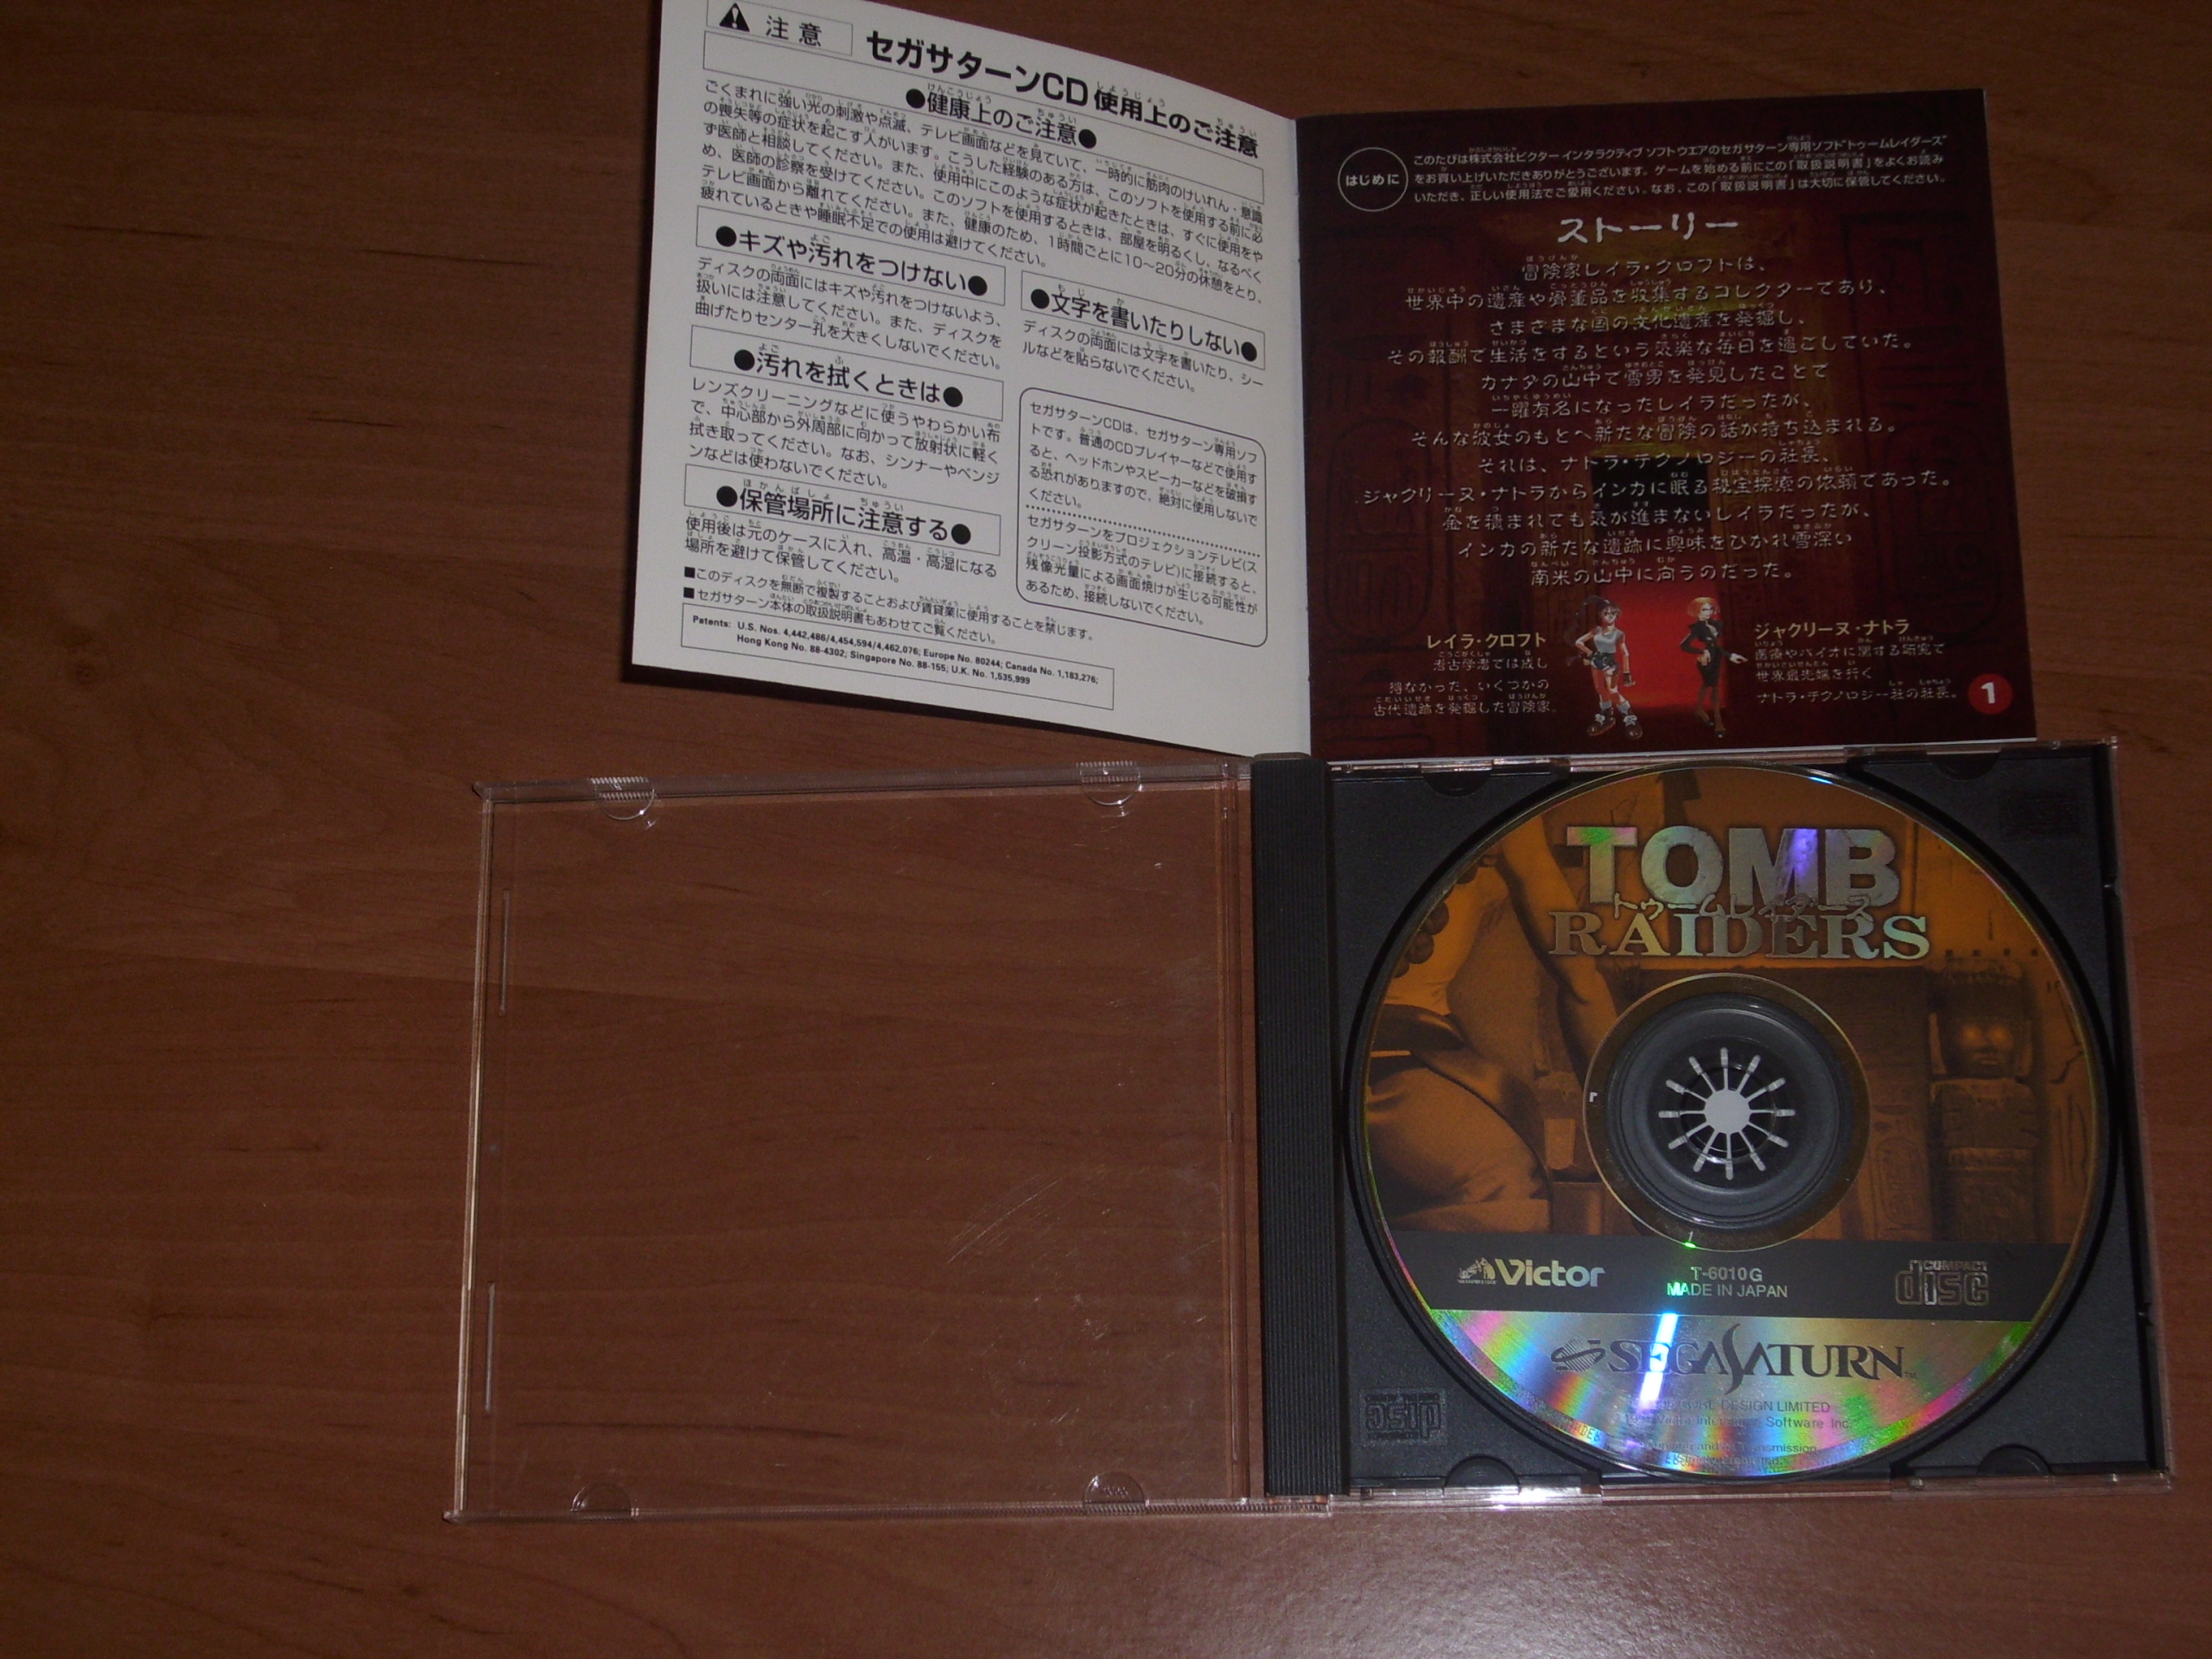 注意
セガサターンCD使用上のご注意
●健康上のご注意●
ごくまれに強い光の刺激や点滅、テレビ画面などを見ていて、一時的に筋肉のけいれん・意識
の喪失等の症状を起こす人がいます。こうした経験のある方は、このソフトを使用する前に必
ず医師と相談してください。また、使用中にこのような症状が起きたときは、すぐに使用をや
め、医師の診察を受けてください。このソフトを使用するときは、部屋を明るくし、なるべく
テレビ画面から離れてください。また、健康のため、1時間ごとに10〜20分の休憩をとり、
疲れているときや睡眠不足での使用は避けてください。
●キズや汚れをつけない●
ディスクの両面にはキズや汚れをつけないよう、
扱いには注意してください。また、ディスクを
曲げたりセンター孔を大きくしないでください。
●汚れを拭くときは●
レンズクリーニングなどに使うやわらかい布
で、中心部から外周部に向かって放射状に軽く
拭き取ってください。なお、シンナーやベンジ
ンなどは使わないでください。
●保管場所に注意する●
使用後は元のケースに入れ、高温・高湿になる
場所を避けて保管してください。
●文字を書いたりしない●
ディスクの両面には文字を書いたり、シー
ルなどを貼らないでください。
セガサターンCDは、セガサターン専用ソフ
トです。普通のCDプレイヤーなどで使用す
ると、ヘッドホンやスピーカーなどを破損す
る恐れがありますので、絶対に使用しないで
ください。
セガサターンをプロジェクションテレビ(ス
クリーン投影方式のテレビ)に接続すると、
残像光量による画面焼けが生じる可能性が
あるため、接続しないでください。
■このディスクを無断で複製することおよび賃貸業に使用することを禁じます。
■セガサターン本体の取扱説明書もあわせてご覧ください。
Patents: U.S. Nos. 4,442,486/4,454,594/4,462,076; Europe No. 80244; Canada No. 1,183,276;
Hong Kong No. 88-4302; Singapore No. 88-155; U.K. No. 1,535,999
はじめに
このたびは株式会社ビクター インタラクティブ ソフトウエアのセガサターン専用ソフト"トゥームレイダーズ"
をお買い上げいただきありがとうございます。ゲームを始める前にこの「取扱説明書」をよくお読み
いただき、正しい使用法でご愛用ください。なお、この「取扱説明書」は大切に保管してください。
ストーリー
冒険家レイラ・クロフトは、
世界中の遺産や骨董品を収集するコレクターであり、
さまざまな国の文化遺産を発掘し、
その報酬で生活をするという気楽な毎日を過ごしていた。
カナダの山中で雪男を発見したことで
一躍有名になったレイラだったが、
そんな彼女のもとへ新たな冒険の話が持ち込まれる。
それは、ナトラ・テクノロジーの社長、
ジャクリーヌ・ナトラからインカに眠る秘宝探索の依頼であった。
金を積まれても気が進まないレイラだったが、
インカの新たな遺跡に興味をひかれ雪深い
南米の山中に向うのだった。
レイラ・クロフト
考古学者では成し
得なかった、いくつかの
古代遺跡を発掘した冒険家。
ジャクリーヌ・ナトラ
医療やバイオに関する研究で
世界最先端を行く
ナトラ・テクノロジー社の社長。
1
TOMB
トゥームレイダース
RAIDERS
Victor
T-6010G
MADE IN JAPAN
COMPACT
disc
SEGA SATURN™
DESIGN LIMITED
Software Inc.